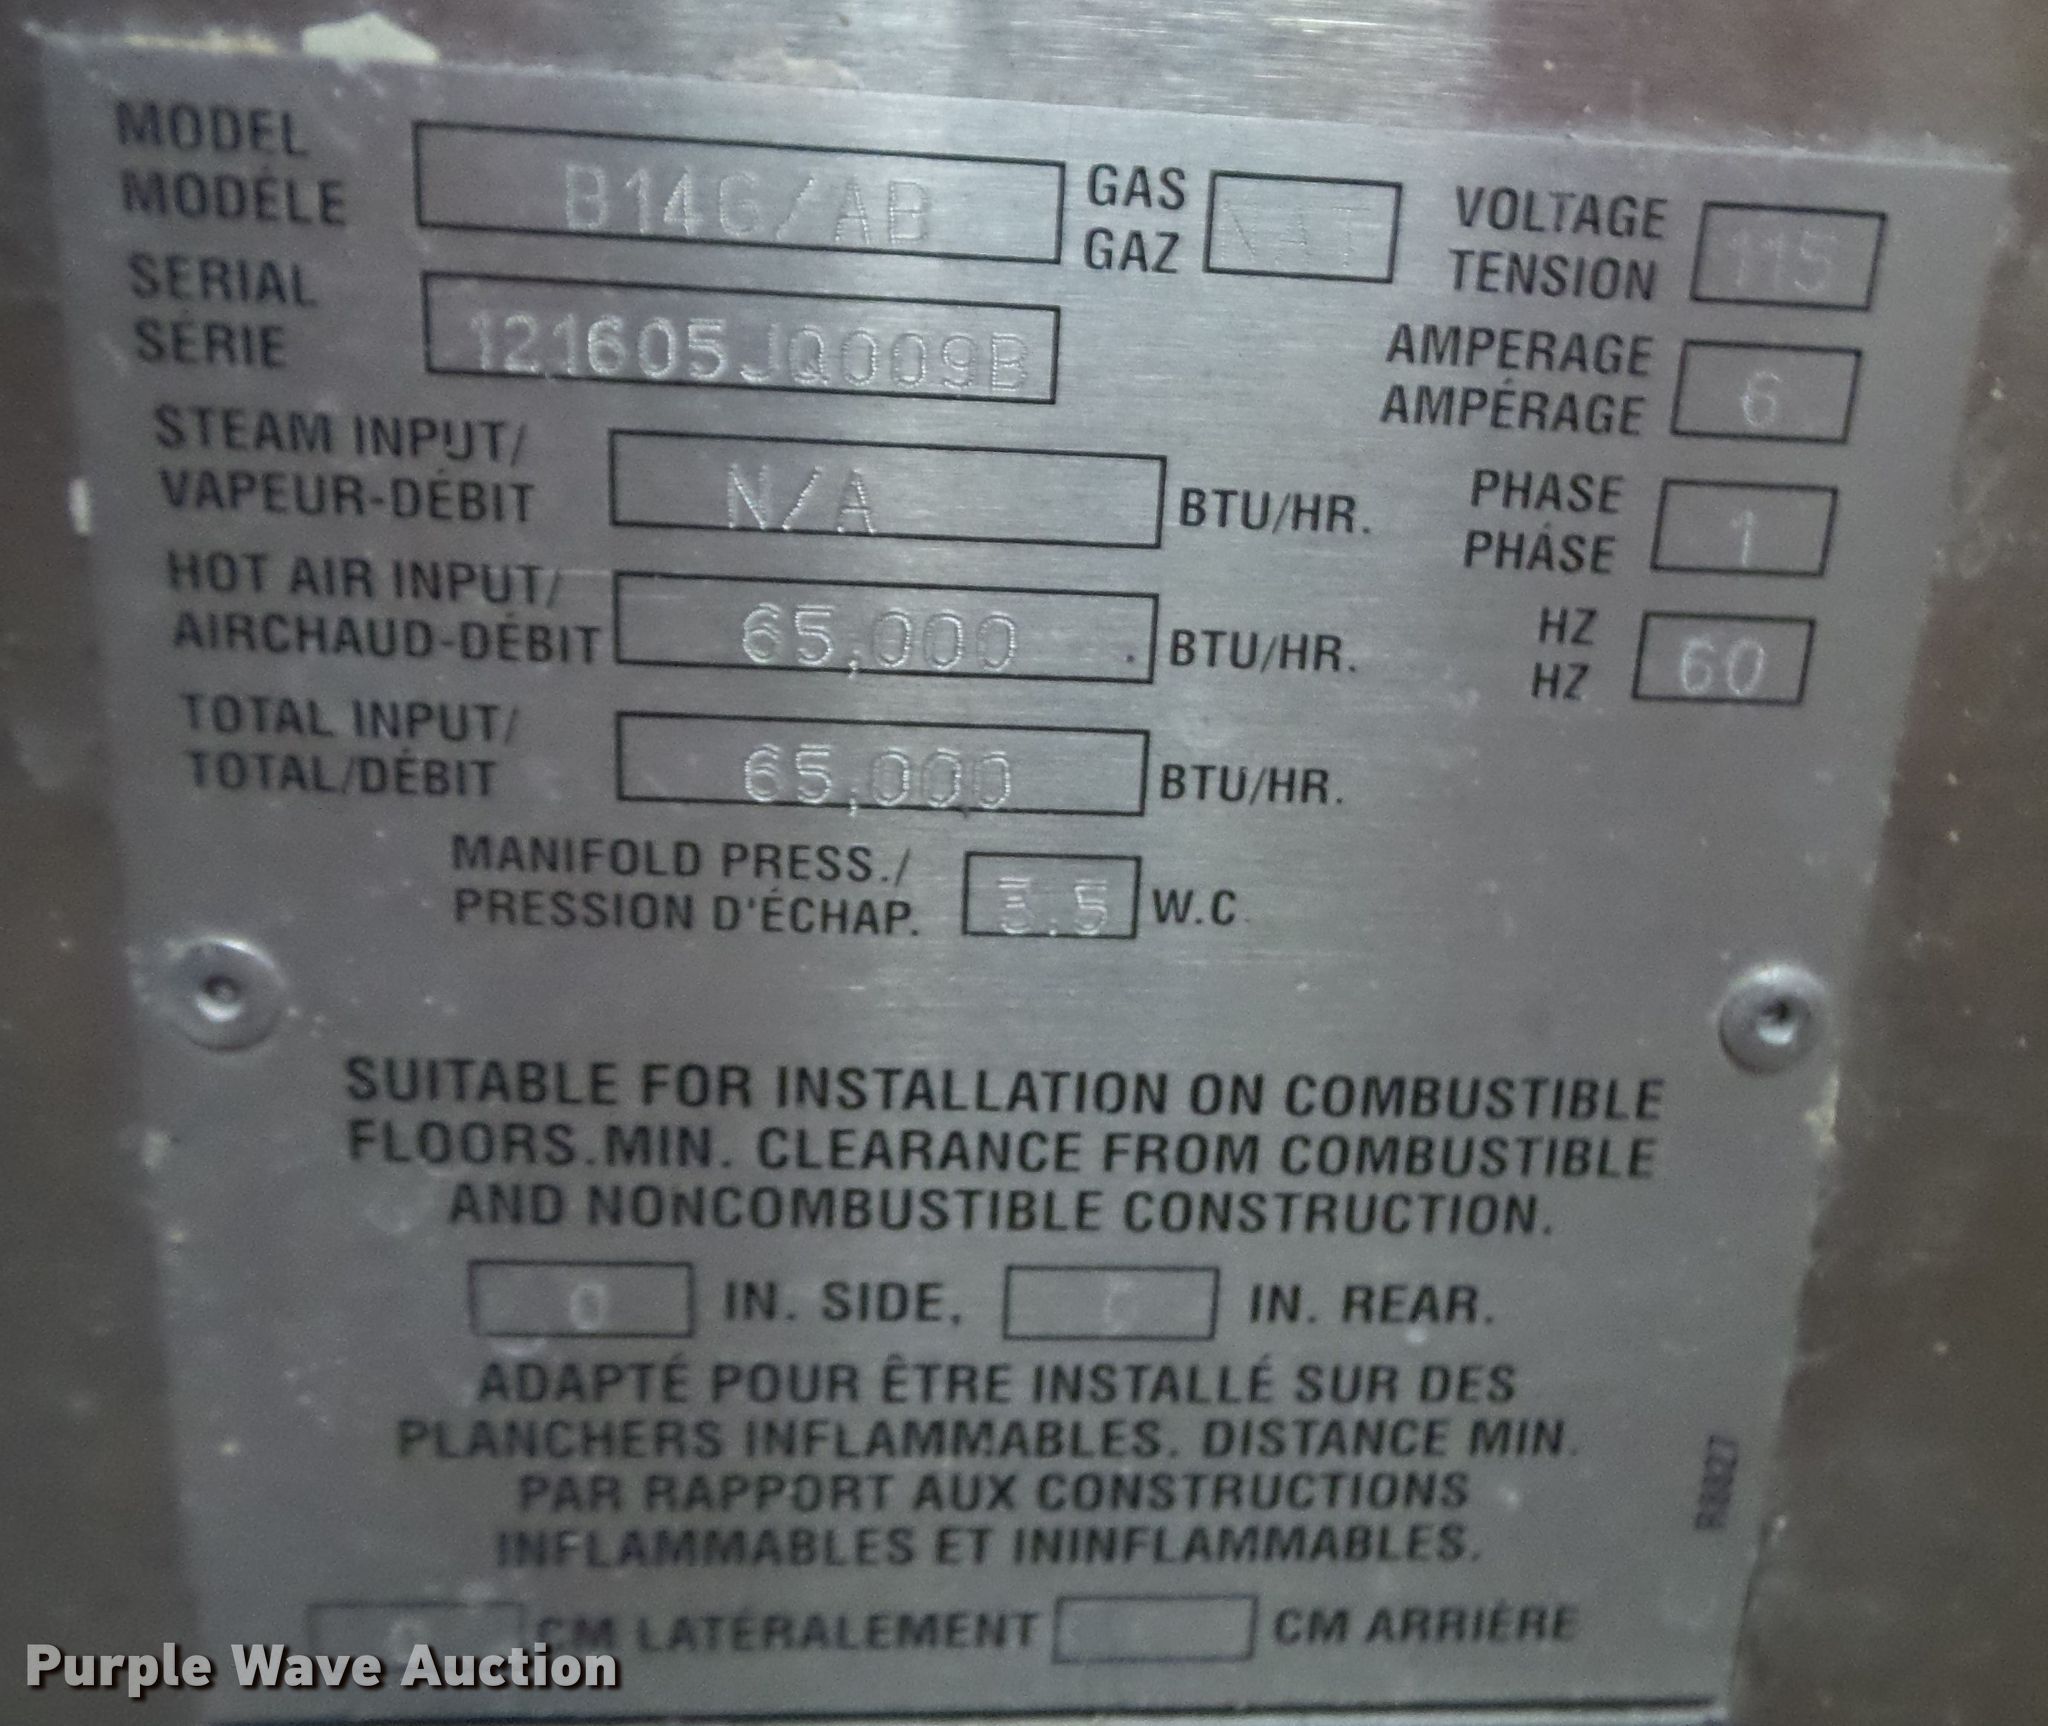 MODEL
MODÉLE B14G/AB
GAS
GAZ NAT
VOLTAGE
TENSION 115
SERIAL
SÉRIE 121605JQ009B
AMPERAGE
AMPÉRAGE 6
STEAM INPUT/
VAPEUR-DÉBIT N/A BTU/HR.
PHASE
PHÁSE 1
HOT AIR INPUT/
AIRCHAUD-DÉBIT 65,000 BTU/HR.
HZ
HZ 60
TOTAL INPUT/
TOTAL/DÉBIT 65,000 BTU/HR.
MANIFOLD PRESS./
PRESSION D'ÉCHAP. 3.5 W.C.
SUITABLE FOR INSTALLATION ON COMBUSTIBLE
FLOORS.MIN. CLEARANCE FROM COMBUSTIBLE
AND NONCOMBUSTIBLE CONSTRUCTION.
0 IN. SIDE, IN. REAR.
ADAPTÉ POUR ÊTRE INSTALLÉ SUR DES
PLANCHERS INFLAMMABLES. DISTANCE MIN.
PAR RAPPORT AUX CONSTRUCTIONS
INFLAMMABLES ET ININFLAMMABLES.
CM LATÉRALEMENT CM ARRIÈRE
Purple Wave Auction